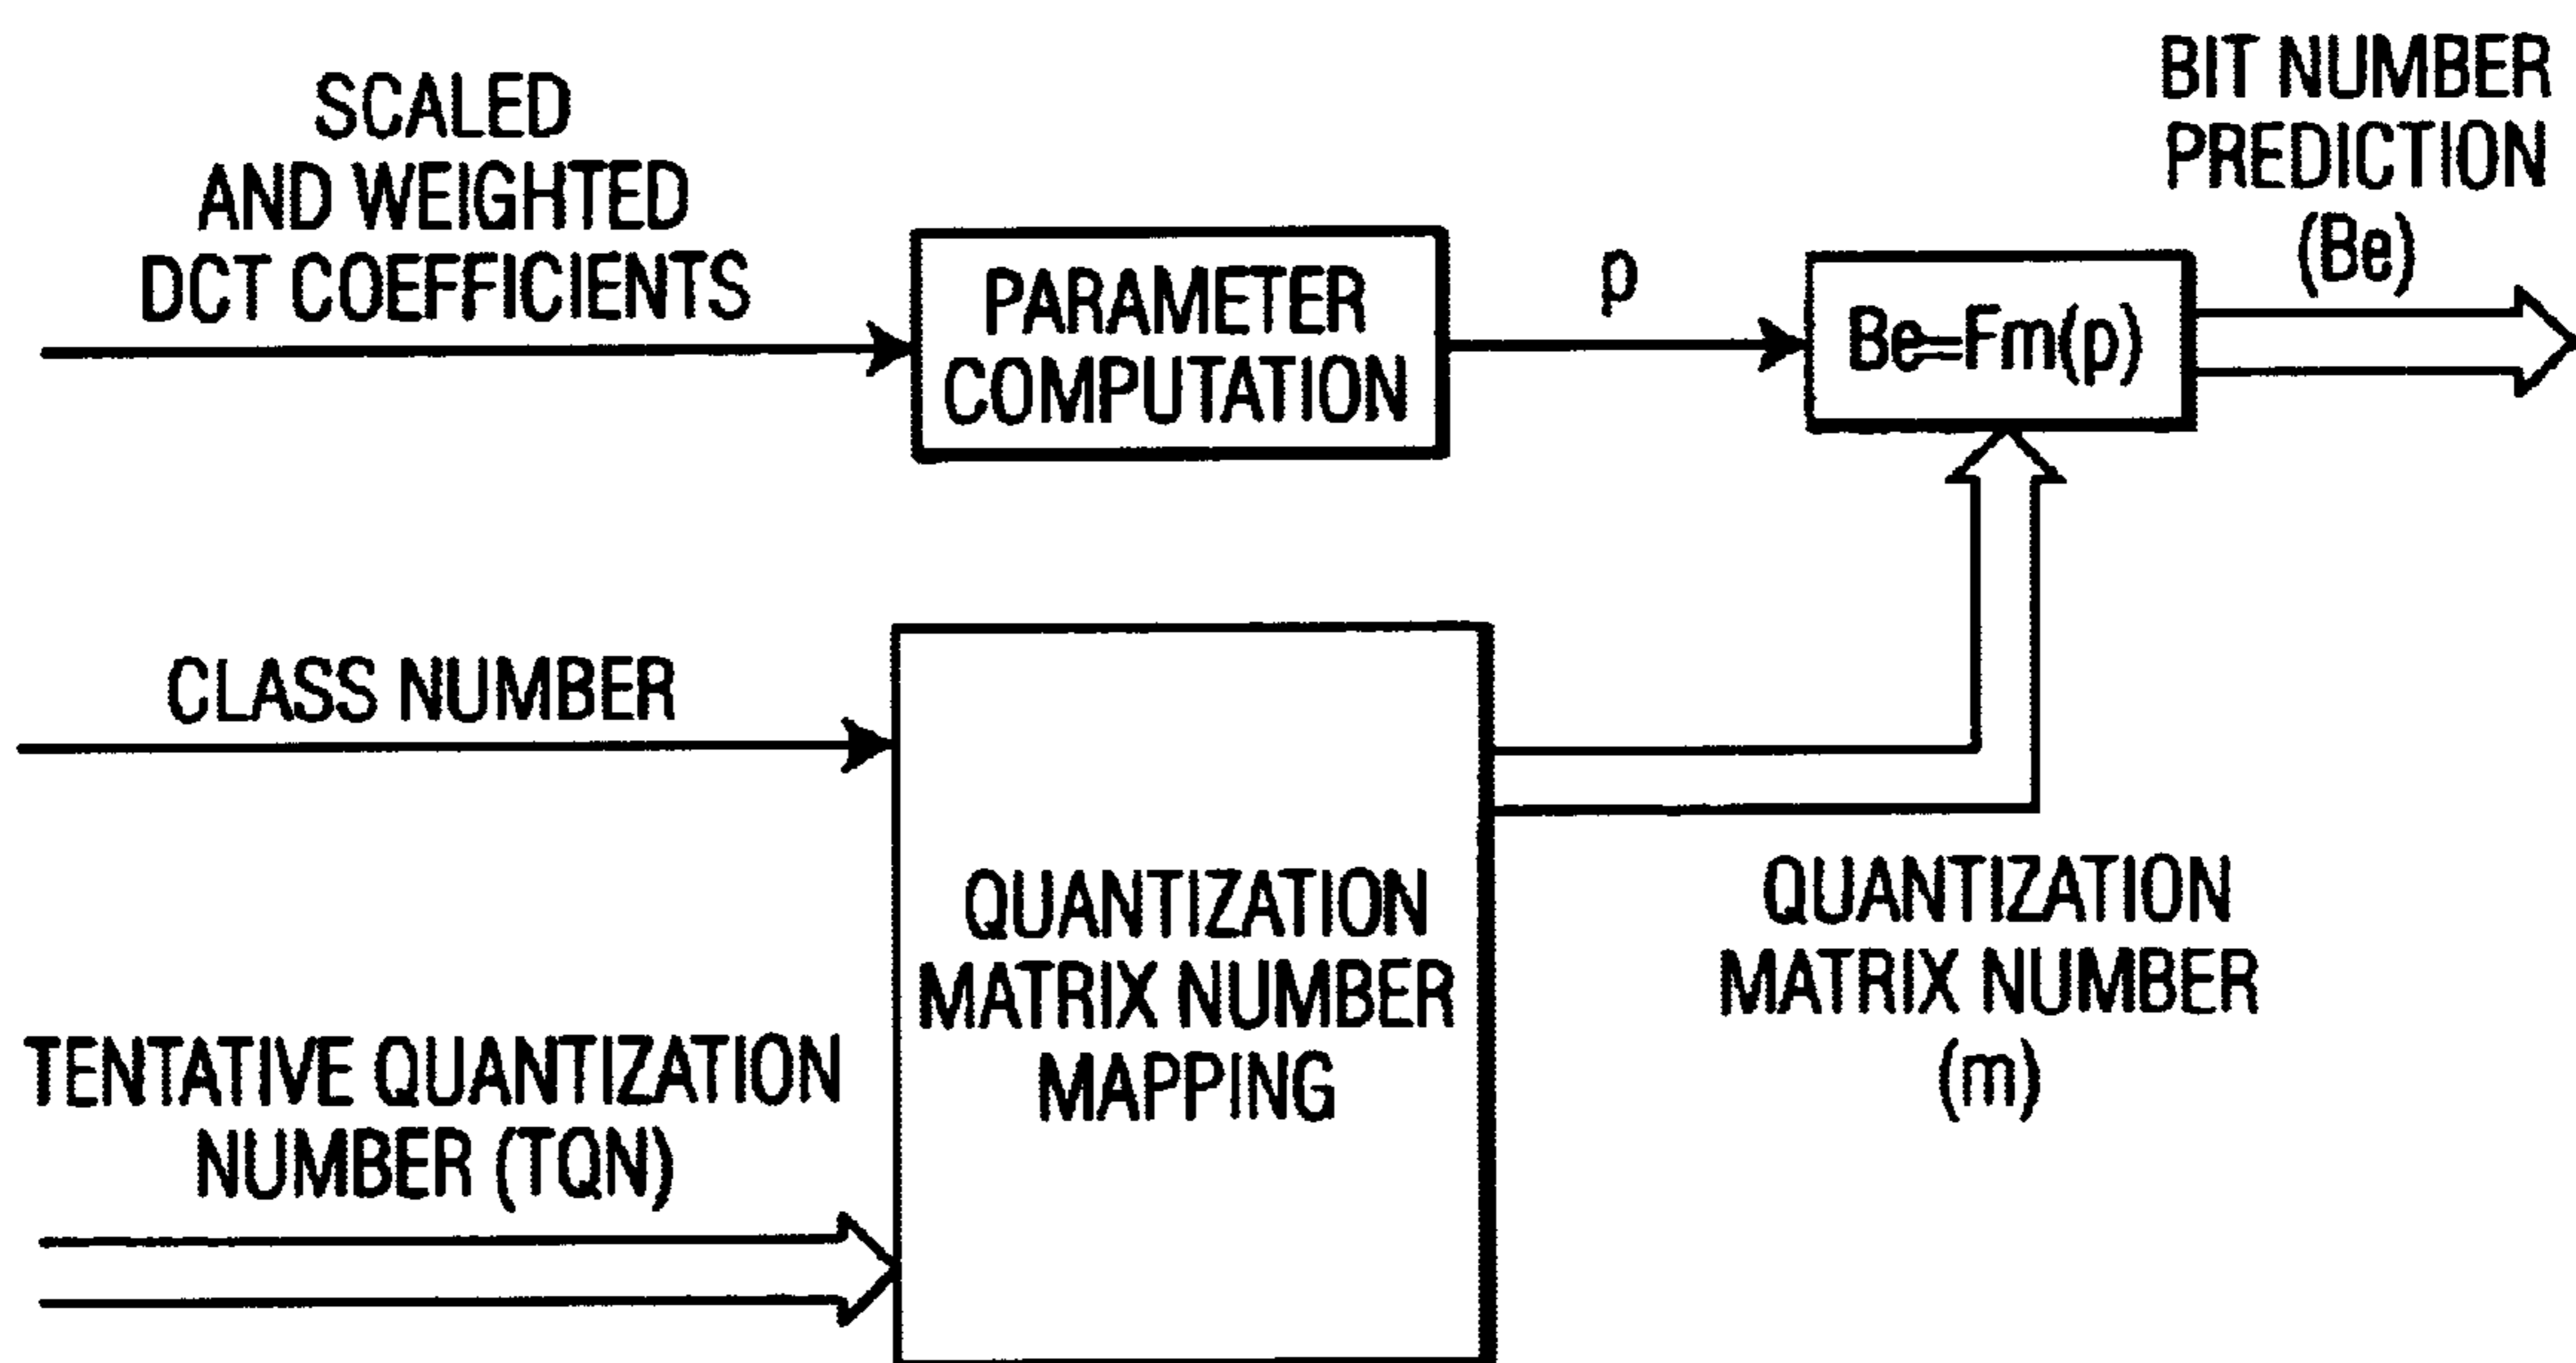 SCALED
AND WEIGHTED
DCT COEFFICIENTS
PARAMETER
COMPUTATION
p
Be=Fm(p)
BIT NUMBER
PREDICTION
(Be)
CLASS NUMBER
TENTATIVE QUANTIZATION
NUMBER (TQN)
QUANTIZATION
MATRIX NUMBER
MAPPING
QUANTIZATION
MATRIX NUMBER
(m)